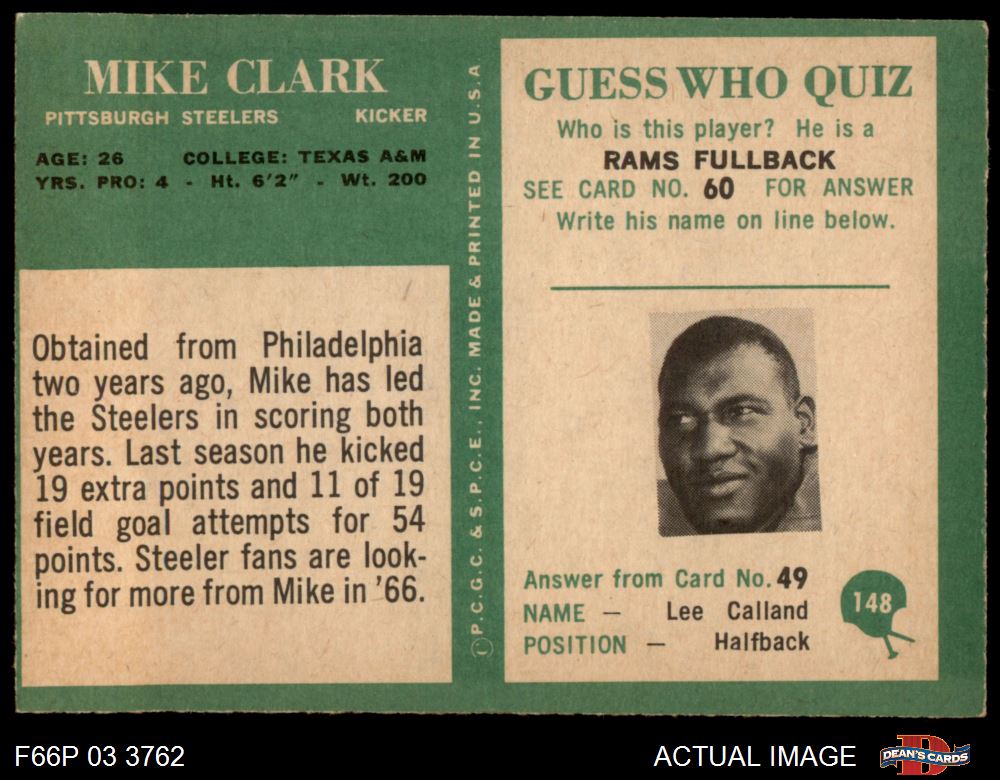 MIKE CLARK
PITTSBURGH STEELERS KICKER
AGE: 26 COLLEGE: TEXAS A&M
YRS. PRO: 4 - Ht. 6'2" - Wt. 200
Obtained from Philadelphia
two years ago, Mike has led
the Steelers in scoring both
years. Last season he kicked
19 extra points and 11 of 19
field goal attempts for 54
points. Steeler fans are look-
ing for more from Mike in '66.
©P.C.G.C. & S.P.C.E., INC. MADE & PRINTED IN U.S.A
GUESS WHO QUIZ
Who is this player? He is a
RAMS FULLBACK
SEE CARD NO. 60 FOR ANSWER
Write his name on line below.
Answer from Card No. 49
NAME — Lee Calland
POSITION — Halfback
148
F66P 03 3762
ACTUAL IMAGE
DEAN'S CARDS